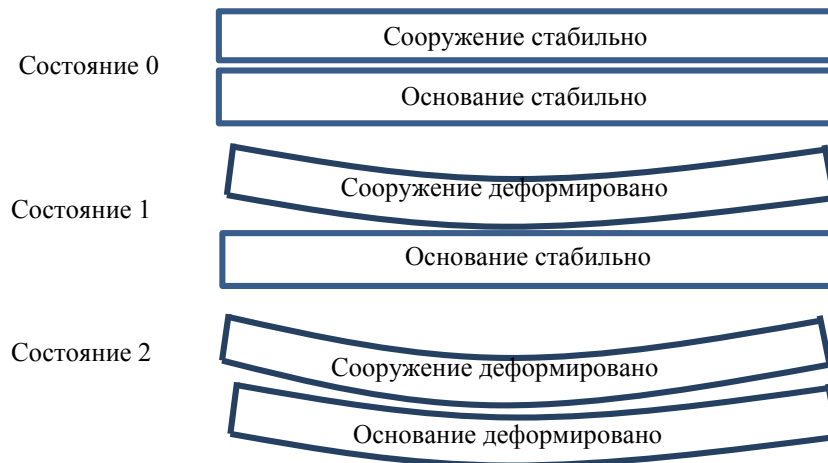 Сооружение стабильно
Состояние 0
Основание стабильно
Сооружение деформировано
Состояние 1
Основание стабильно
Состояние 2
Сооружение деформировано
Основание деформировано